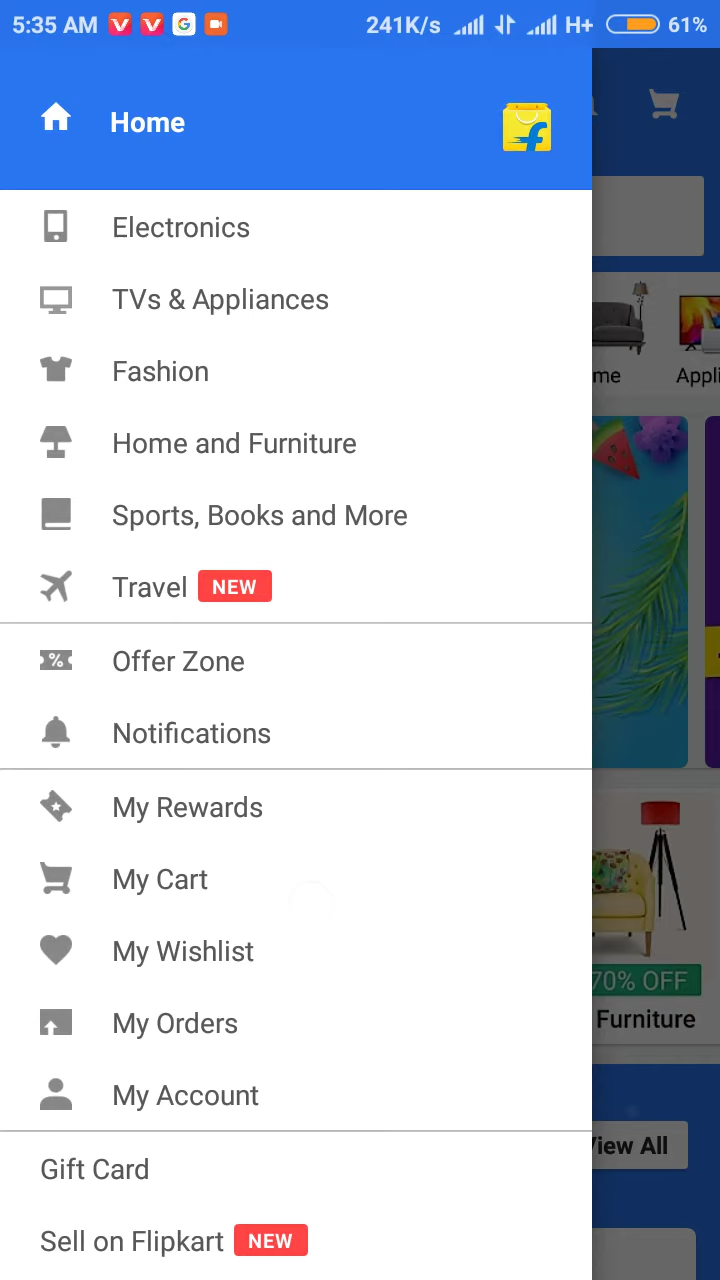 5:35 AM 241K/s H+ 61%
Home
Electronics
TVs & Appliances
Fashion
me Appli
Home and Furniture
Sports, Books and More
Travel NEW
Offer Zone
Notifications
My Rewards
My Cart
My Wishlist
70% OFF
My Orders
Furniture
My Account
View All
Gift Card
Sell on Flipkart NEW